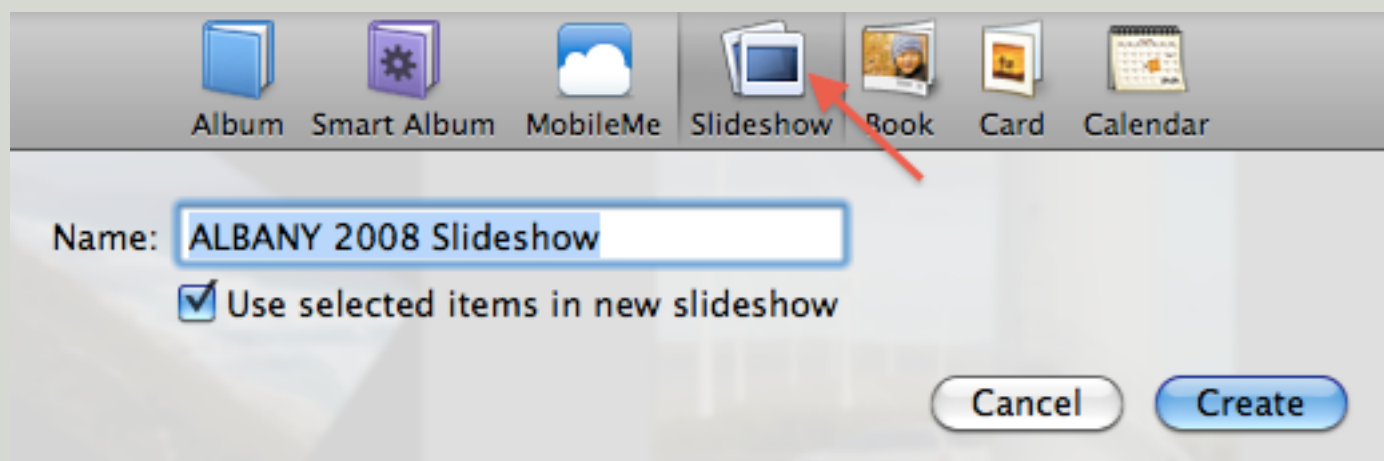 Album Smart Album MobileMe Slideshow Book Card Calendar
Name: ALBANY 2008 Slideshow
Use selected items in new slideshow
Cancel Create